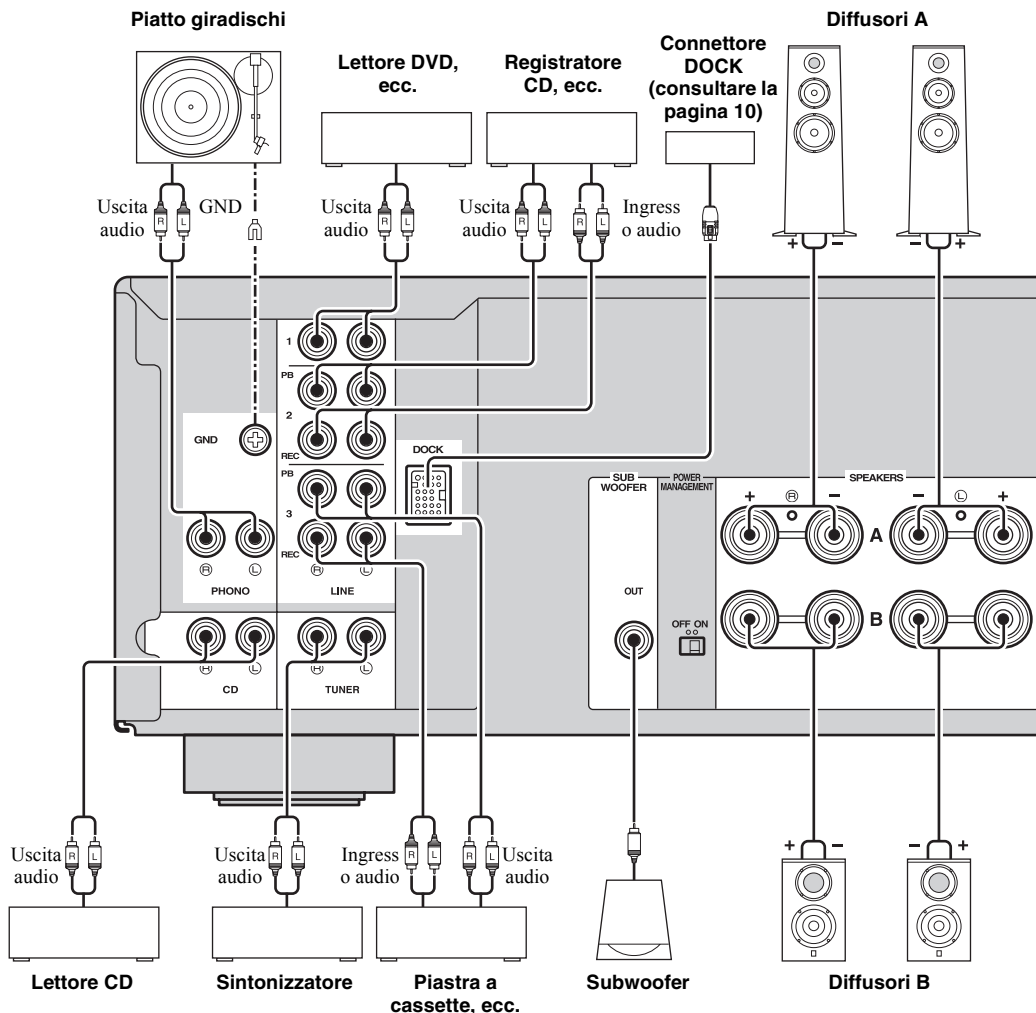 Piatto giradischi
Lettore DVD,
ecc.
Registratore
CD, ecc.
Connettore
DOCK
(consultare la
pagina 10)
Diffusori A
Uscita
audio
R L
GND
Uscita
audio
R L
Uscita
audio
R L
R L
Ingress
o audio
+ −
− +
1
PB
2
REC
GND
PB
3
REC
DOCK
R L
PHONO
R L
LINE
R L
CD
R L
TUNER
SUB
WOOFER
OUT
POWER
MANAGEMENT
OFF ON
SPEAKERS
+ R − − L +
A
B
Uscita
audio
R L
Uscita
audio
R L
Ingress
o audio
R L
R L
Uscita
audio
+ −
− +
Lettore CD
Sintonizzatore
Piastra a
cassette, ecc.
Subwoofer
Diffusori B